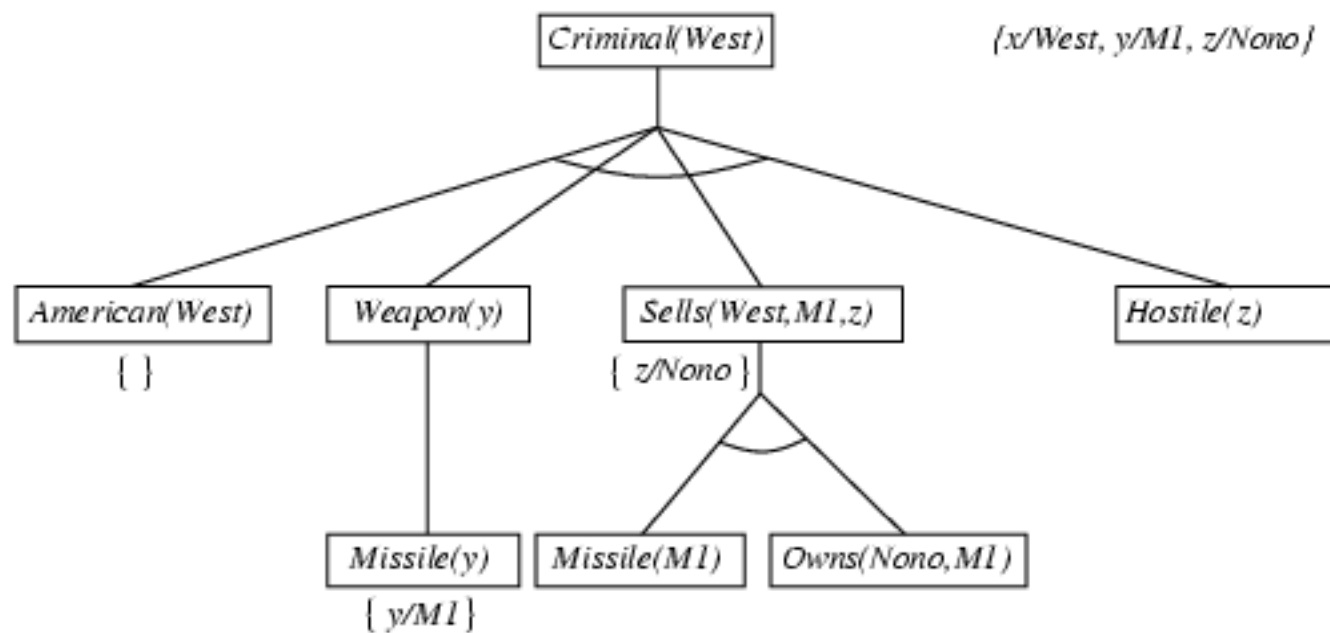 Criminal(West)
{x/West, y/M1, z/Nono}
American(West)
Weapon(y)
Sells(West,M1,z)
Hostile(z)
{ }
{ z/Nono }
Missile(y)
Missile(M1)
Owns(Nono,M1)
{ y/M1 }